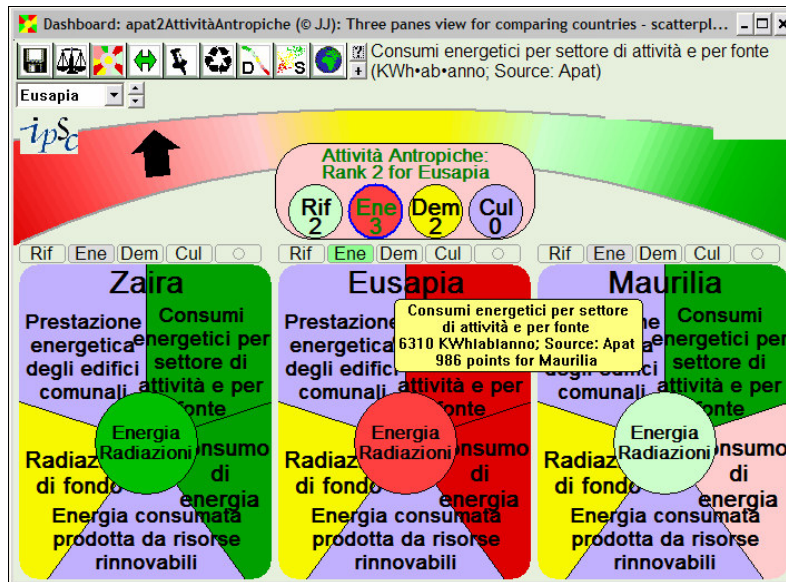 Dashboard: apat2AttivitàAntropiche (© JJ): Three panes view for comparing countries - scatterpl...
D
S
?
+
Consumi energetici per settore di attività e per fonte
(KWh•ab•anno; Source: Apat)
Eusapia
ipSc
Attività Antropiche:
Rank 2 for Eusapia
Rif
2
Ene
3
Dem
2
Cul
0
Rif Ene Dem Cul
Rif Ene Dem Cul
Rif Ene Dem Cul
Zaira
Prestazione
energetica
degli edifici
comunali
Consumi
energetici per
settore di
attività e per
fonte
Energia
Radiazioni
Radiaz
di fondo
onsumo
di
energia
Energia consumata
prodotta da risorse
rinnovabili
Eusapia
Prestazione
energetica
degli edifici
comunali
Consumi energetici per settore
di attività e per fonte
6310 KWhlablanno; Source: Apat
986 points for Maurilia
attività e per
fonte
Energia
Radiazioni
Radiaz
di fondo
nsumo
di
energia
Energia consumata
prodotta da risorse
rinnovabili
Maurilia
Consumi
energetici per
settore di
attività e per
fonte
degli edifici
comunali
Energia
Radiazioni
Radiaz
di fondo
nsumo
di
energia
Energia consumata
prodotta da risorse
rinnovabili